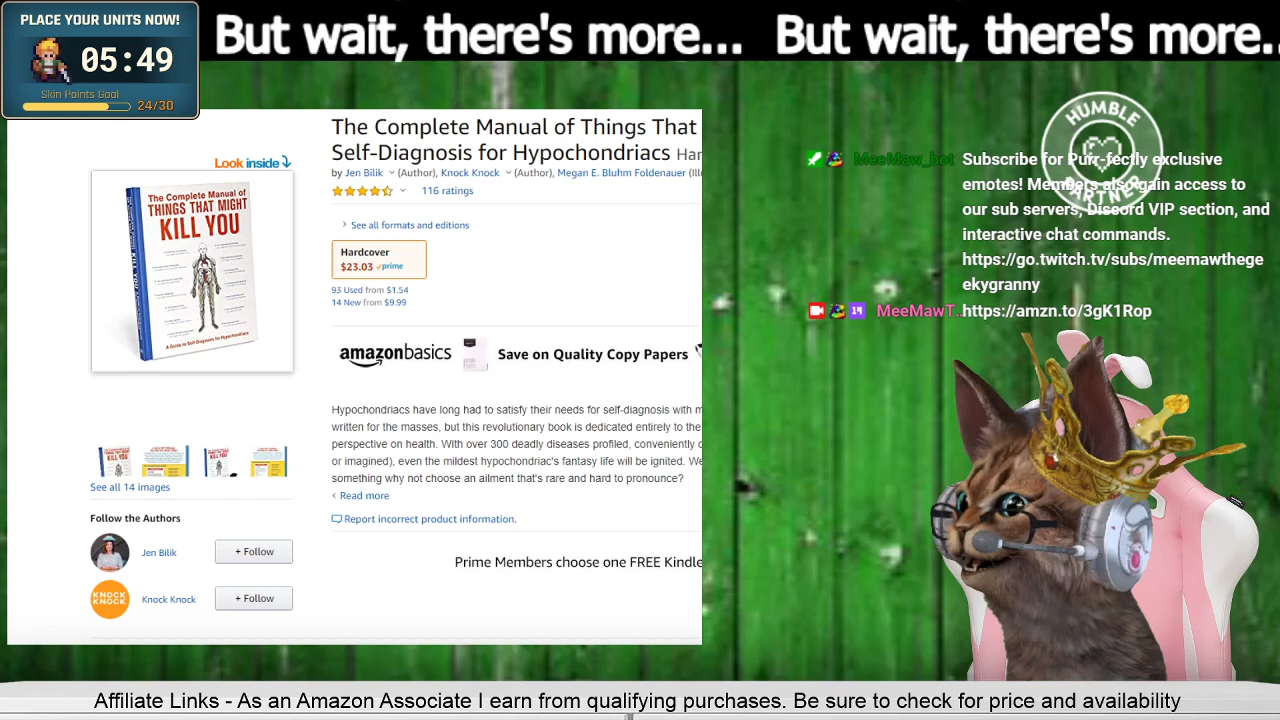 PLACE YOUR UNITS NOW!
05:49
Skin Points Goal
24/30
But wait, there's more... But wait, there's more..
The Complete Manual of Things That
Self-Diagnosis for Hypochondriacs Har
by Jen Bilik (Author), Knock Knock (Author), Megan E. Bluhm Foldenauer (Ill
116 ratings
See all formats and editions
Hardcover
$23.03 prime
93 Used from $1.54
14 New from $9.99
Look inside
The Complete Manual of
THINGS THAT MIGHT
KILL YOU
A Guide to Self-Diagnosis for Hypochondriacs
amazonbasics Save on Quality Copy Papers
Hypochondriacs have long had to satisfy their needs for self-diagnosis with m
written for the masses, but this revolutionary book is dedicated entirely to the
perspective on health. With over 300 deadly diseases profiled, conveniently c
or imagined), even the mildest hypochondriac's fantasy life will be ignited. We
something why not choose an ailment that's rare and hard to pronounce?
Read more
Report incorrect product information.
See all 14 images
Follow the Authors
Jen Bilik
+ Follow
KNOCK
KNOCK
Knock Knock
+ Follow
Prime Members choose one FREE Kindle
HUMBLE
PARTNER
MeeMaw_bot Subscribe for Purr-fectly exclusive
emotes! Members also gain access to
our sub servers, Discord VIP section, and
interactive chat commands.
https://go.twitch.tv/subs/meemawthege
ekygranny
19 MeeMawT... https://amzn.to/3gK1Rop
Affiliate Links - As an Amazon Associate I earn from qualifying purchases. Be sure to check for price and availability